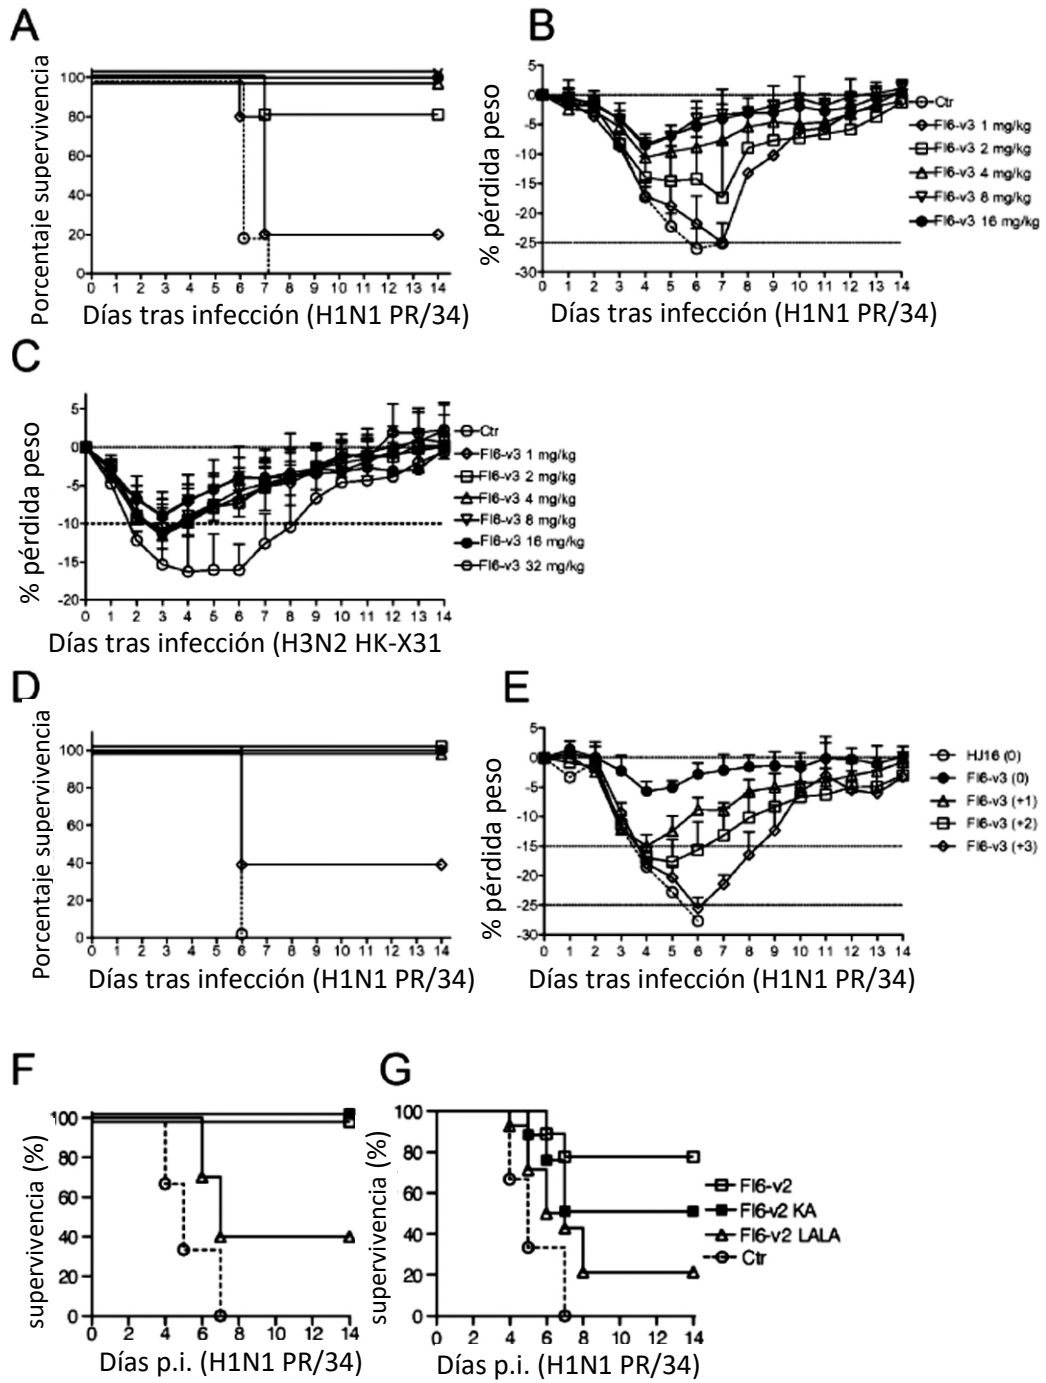 A
Porcentaje supervivencia
100
80
60
40
20
0
0 1 2 3 4 5 6 7 8 9 10 11 12 13 14
Días tras infección (H1N1 PR/34)
B
% pérdida peso
5
0
-5
-10
-15
-20
-25
-30
0 1 2 3 4 5 6 7 8 9 10 11 12 13 14
Días tras infección (H1N1 PR/34)
Ctr
FI6-v3 1 mg/kg
FI6-v3 2 mg/kg
FI6-v3 4 mg/kg
FI6-v3 8 mg/kg
FI6-v3 16 mg/kg
C
% pérdida peso
5
0
-5
-10
-15
-20
0 1 2 3 4 5 6 7 8 9 10 11 12 13 14
Días tras infección (H3N2 HK-X31
Ctr
FI6-v3 1 mg/kg
FI6-v3 2 mg/kg
FI6-v3 4 mg/kg
FI6-v3 8 mg/kg
FI6-v3 16 mg/kg
FI6-v3 32 mg/kg
D
Porcentaje supervivencia
100
80
60
40
20
0
0 1 2 3 4 5 6 7 8 9 10 11 12 13 14
Días tras infección (H1N1 PR/34)
E
% pérdida peso
5
0
-5
-10
-15
-20
-25
-30
0 1 2 3 4 5 6 7 8 9 10 11 12 13 14
Días tras infección (H1N1 PR/34)
HJ16 (0)
FI6-v3 (0)
FI6-v3 (+1)
FI6-v3 (+2)
FI6-v3 (+3)
F
supervivencia (%)
100
80
60
40
20
0
0 2 4 6 8 10 12 14
Días p.i. (H1N1 PR/34)
G
supervivencia (%)
100
80
60
40
20
0
0 2 4 6 8 10 12 14
Días p.i. (H1N1 PR/34)
FI6-v2
FI6-v2 KA
FI6-v2 LALA
Ctr